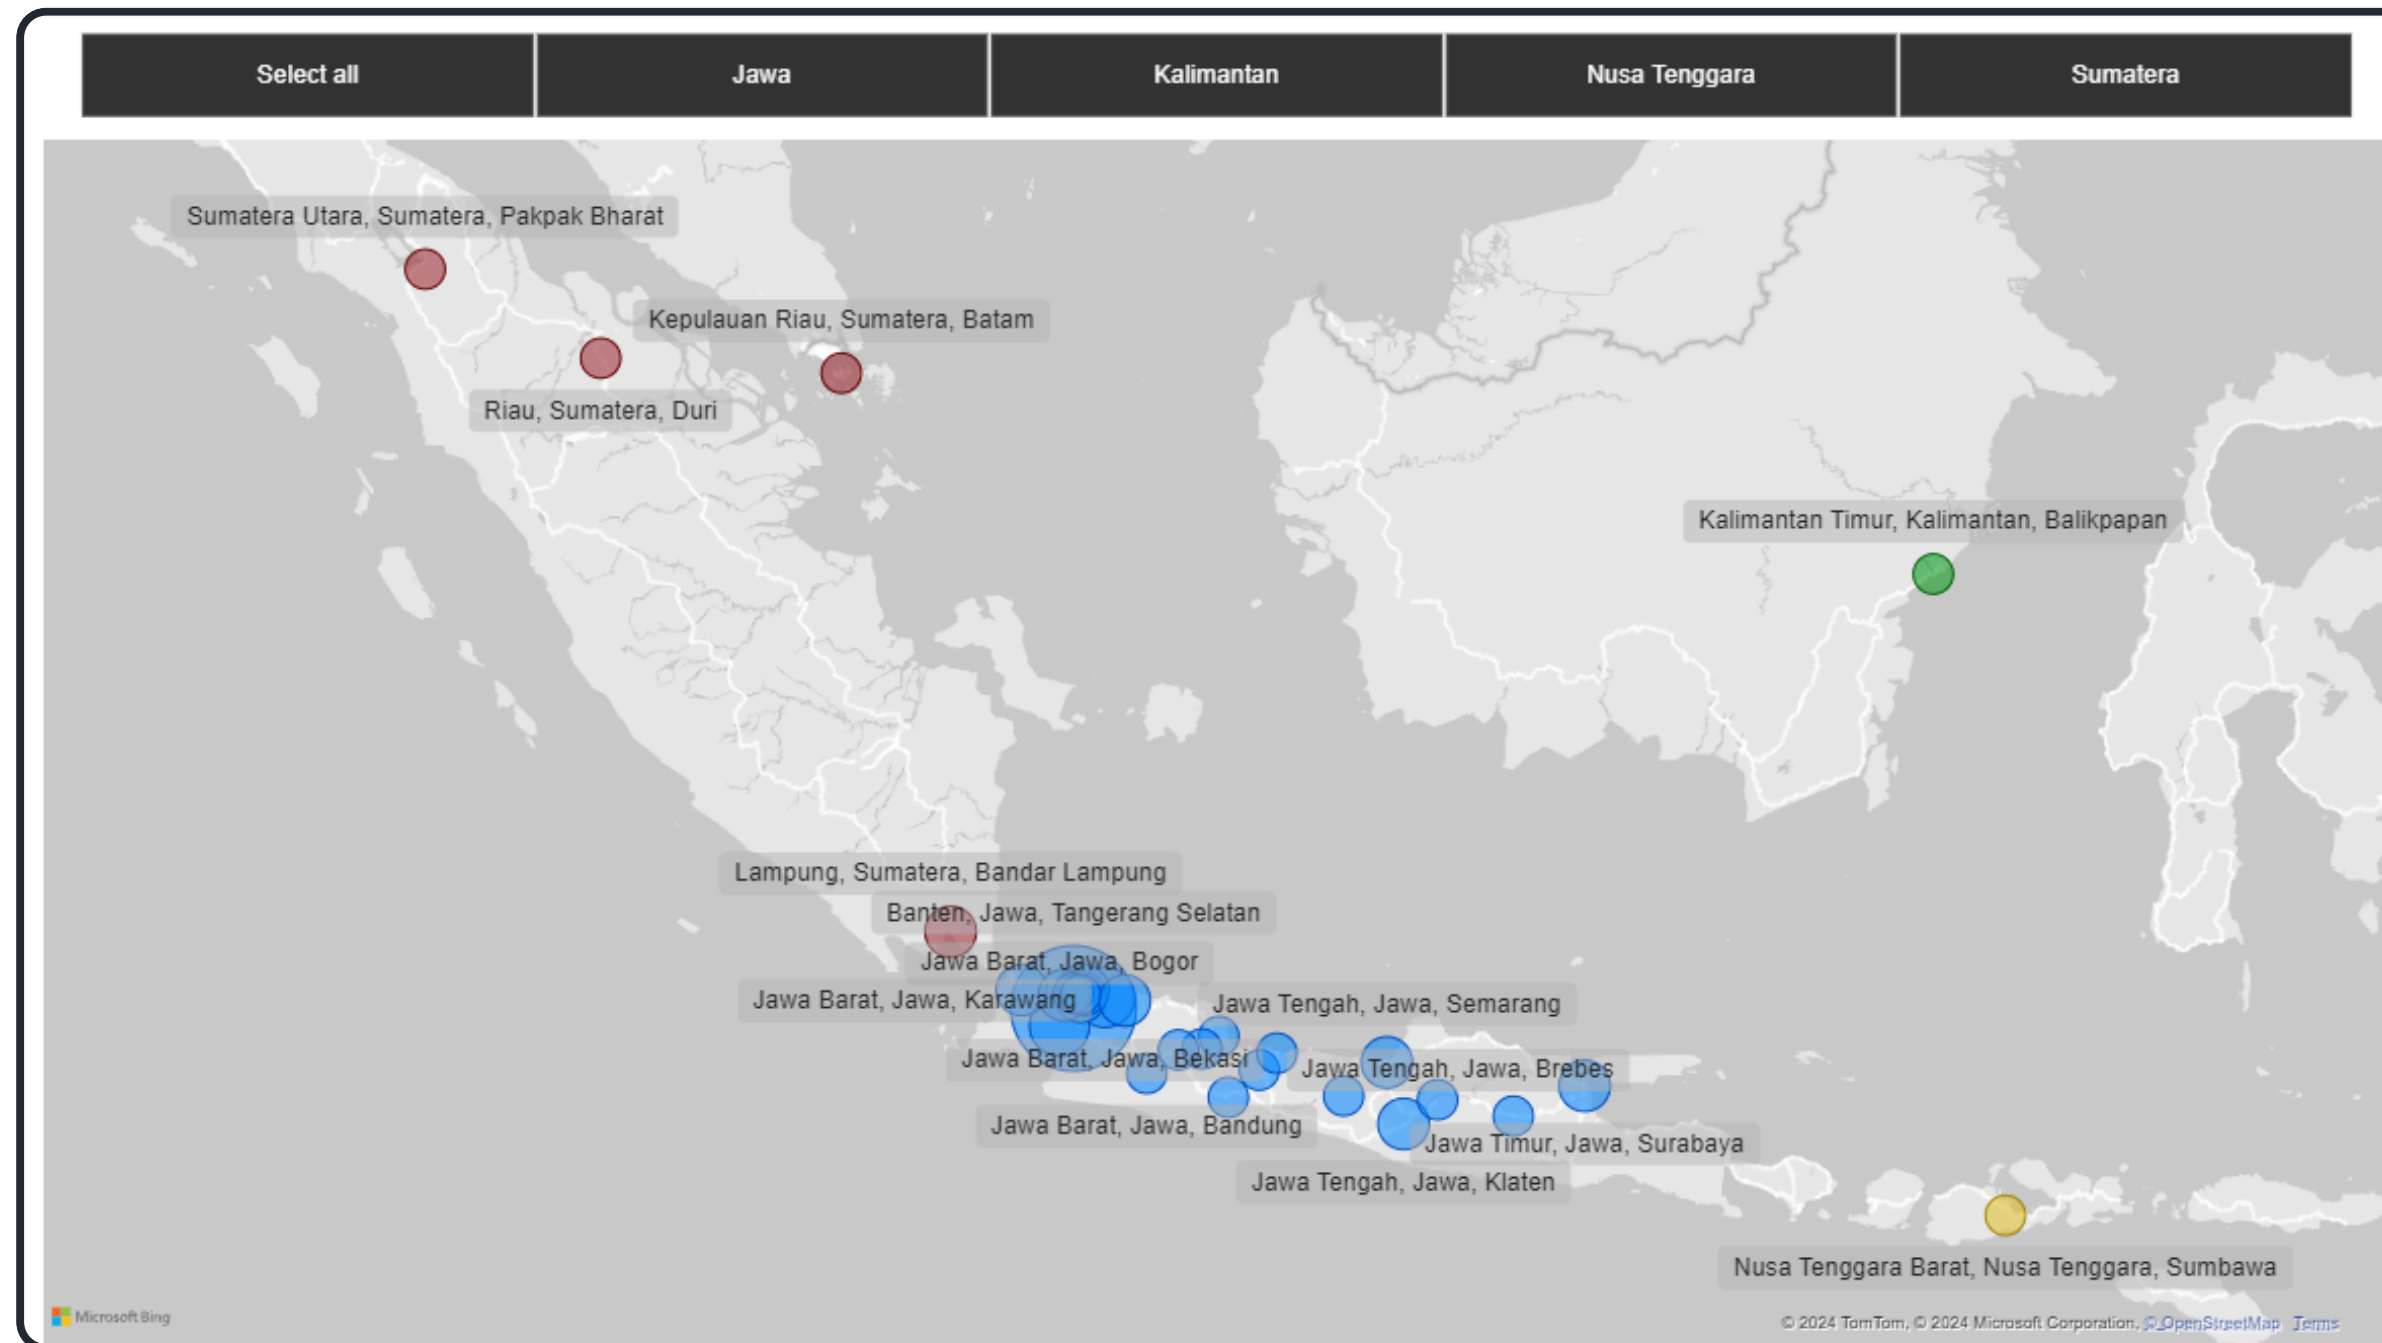 Select all
Jawa
Kalimantan
Nusa Tenggara
Sumatera
Sumatera Utara, Sumatera, Pakpak Bharat
Kepulauan Riau, Sumatera, Batam
Riau, Sumatera, Duri
Kalimantan Timur, Kalimantan, Balikpapan
Lampung, Sumatera, Bandar Lampung
Banten, Jawa, Tangerang Selatan
Jawa Barat, Jawa, Bogor
Jawa Barat, Jawa, Karawang
Jawa Tengah, Jawa, Semarang
Jawa Barat, Jawa, Bekasi
Jawa Tengah, Jawa, Brebes
Jawa Barat, Jawa, Bandung
Jawa Timur, Jawa, Surabaya
Jawa Tengah, Jawa, Klaten
Nusa Tenggara Barat, Nusa Tenggara, Sumbawa
Microsoft Bing
© 2024 TomTom, © 2024 Microsoft Corporation, © OpenStreetMap Terms